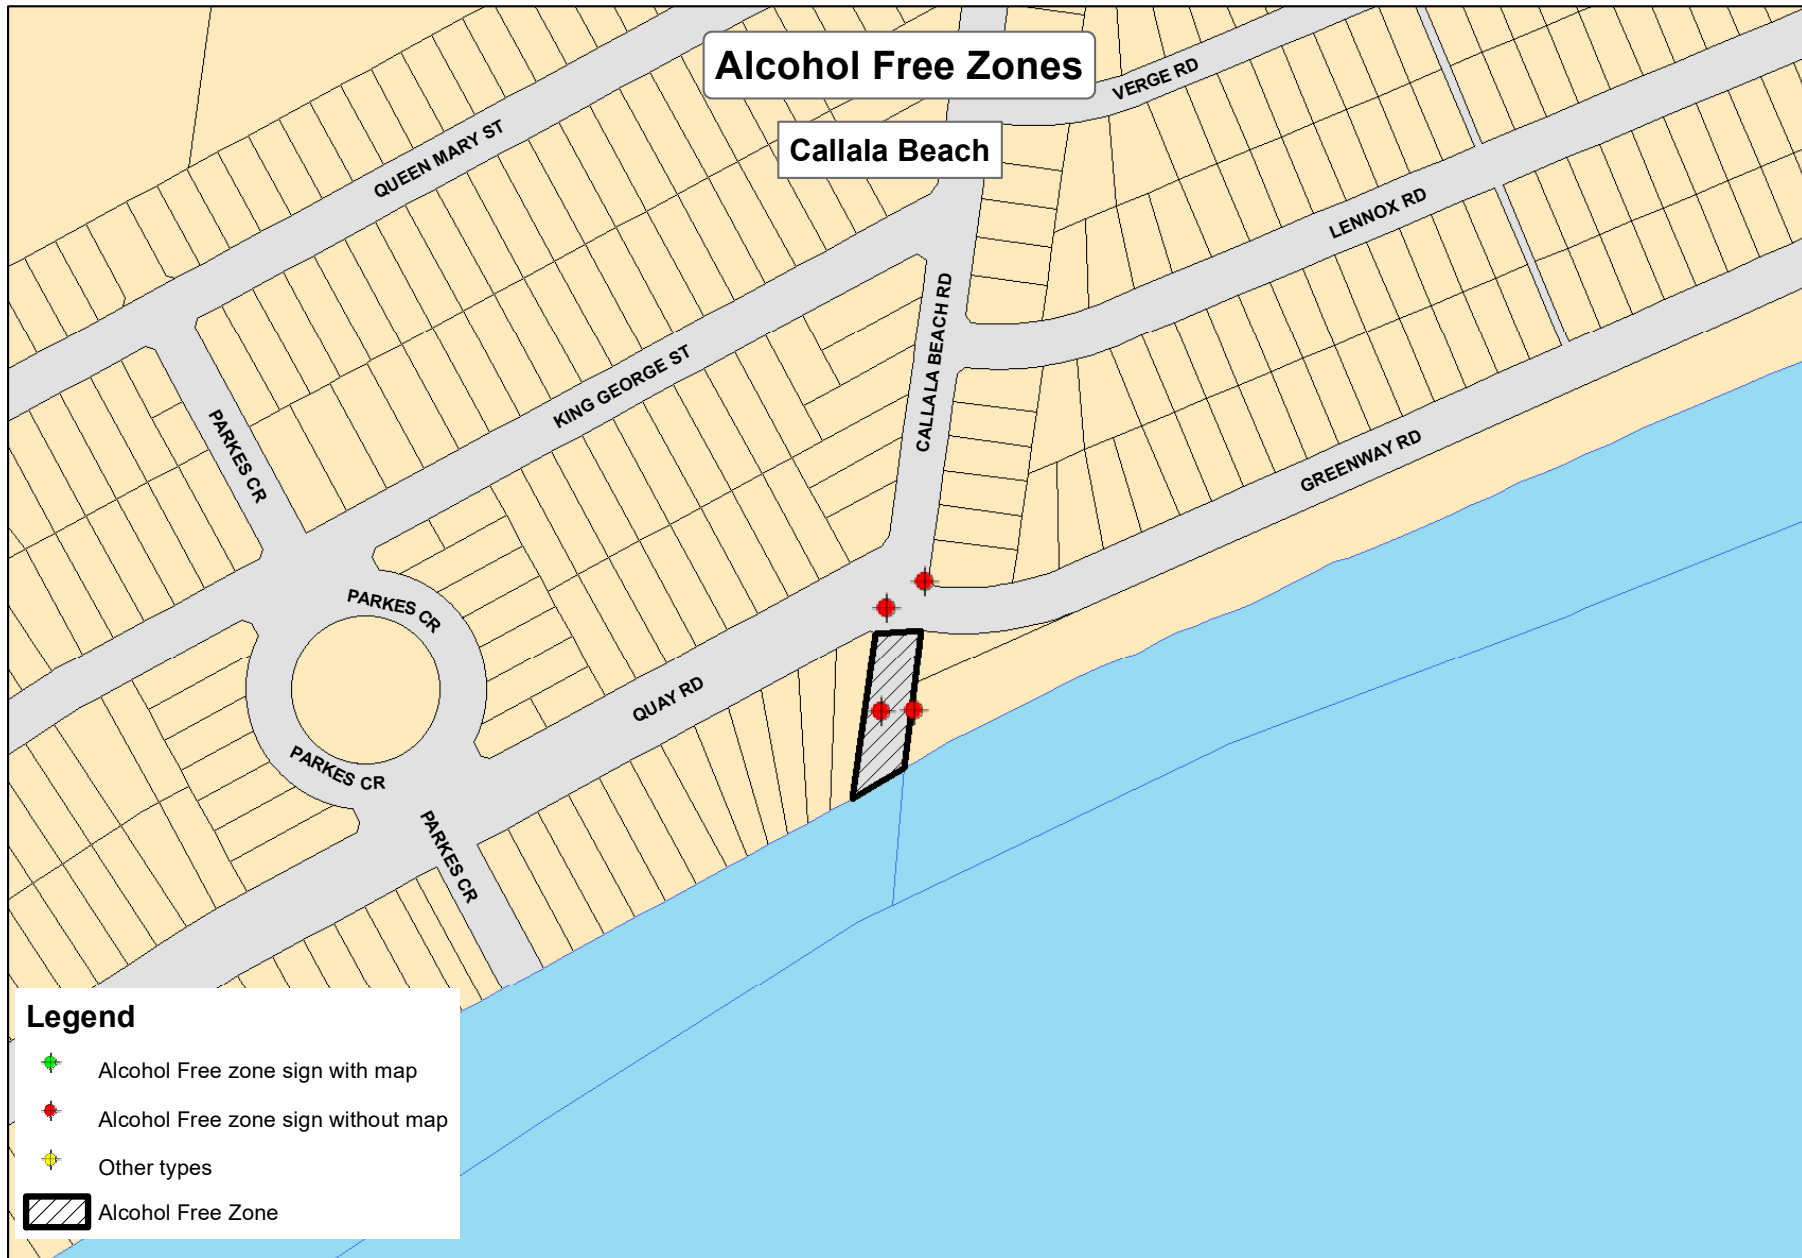 Alcohol Free Zones
Callala Beach
VERGE RD
QUEEN MARY ST
LENNOX RD
CALLALA BEACH RD
KING GEORGE ST
PARKES CR
GREENWAY RD
PARKES CR
QUAY RD
PARKES CR
PARKES CR
Legend
Alcohol Free zone sign with map
Alcohol Free zone sign without map
Other types
Alcohol Free Zone